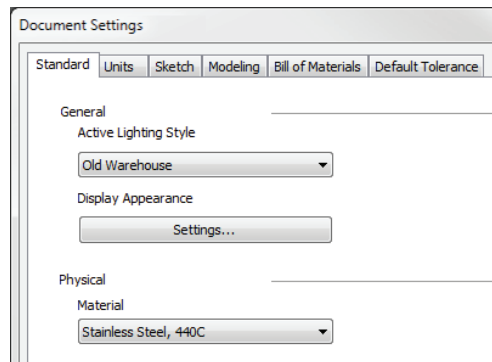 Document Settings
Standard Units Sketch Modeling Bill of Materials Default Tolerance
General
Active Lighting Style
Old Warehouse
Display Appearance
Settings...
Physical
Material
Stainless Steel, 440C